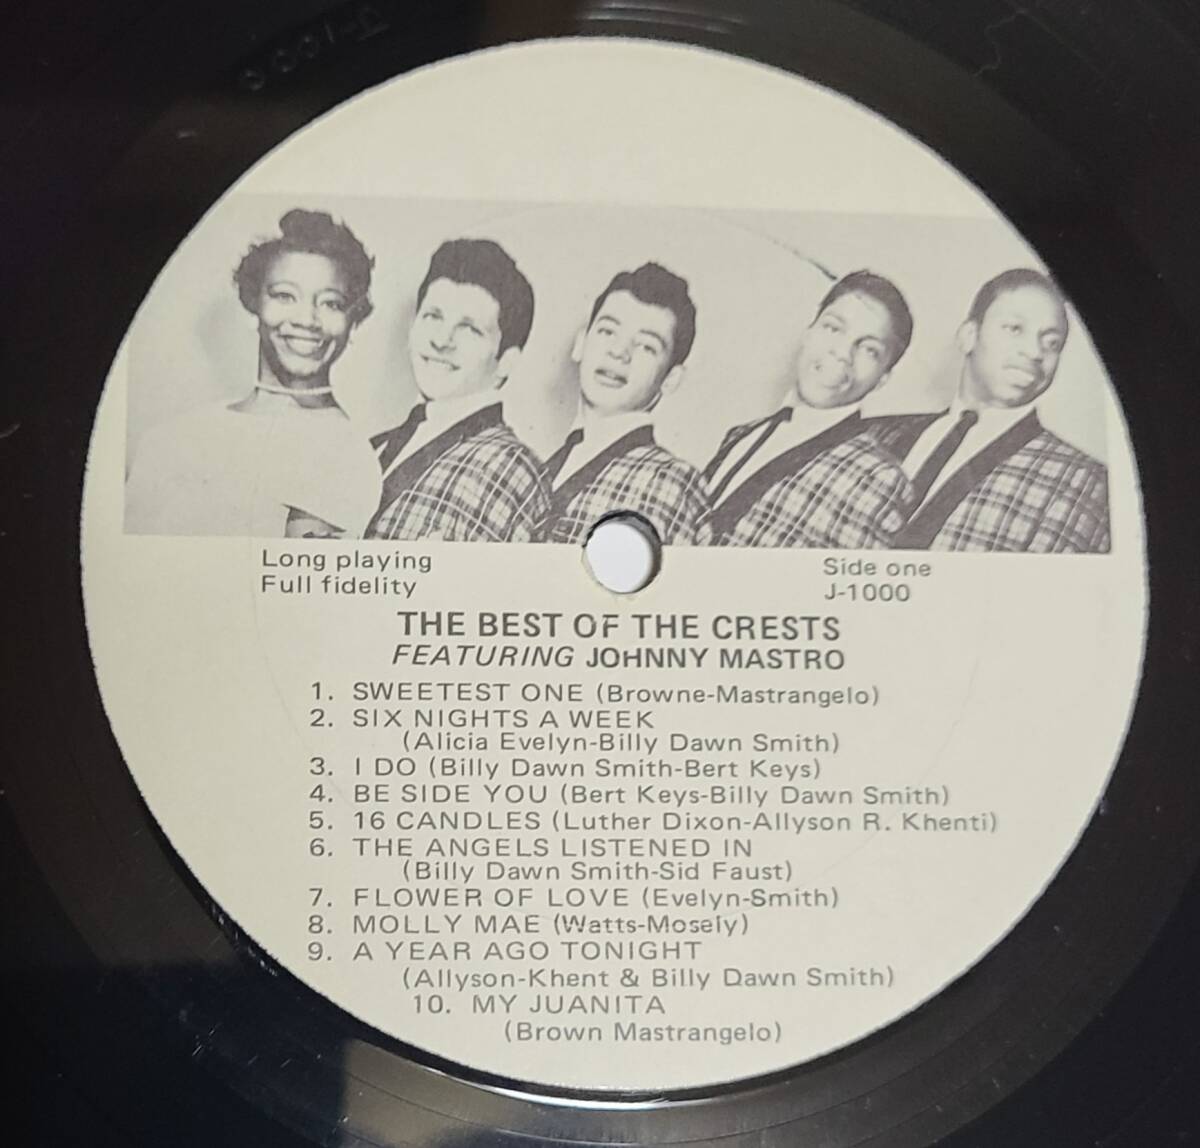 Long playing
Full fidelity
Side one
J-1000
THE BEST OF THE CRESTS
FEATURING JOHNNY MASTRO
1. SWEETEST ONE (Browne-Mastrangelo)
2. SIX NIGHTS A WEEK
(Alicia Evelyn-Billy Dawn Smith)
3. I DO (Billy Dawn Smith-Bert Keys)
4. BE SIDE YOU (Bert Keys-Billy Dawn Smith)
5. 16 CANDLES (Luther Dixon-Allyson R. Khenti)
6. THE ANGELS LISTENED IN
(Billy Dawn Smith-Sid Faust)
7. FLOWER OF LOVE (Evelyn-Smith)
8. MOLLY MAE (Watts-Mosely)
9. A YEAR AGO TONIGHT
(Allyson-Khent & Billy Dawn Smith)
10. MY JUANITA
(Brown Mastrangelo)